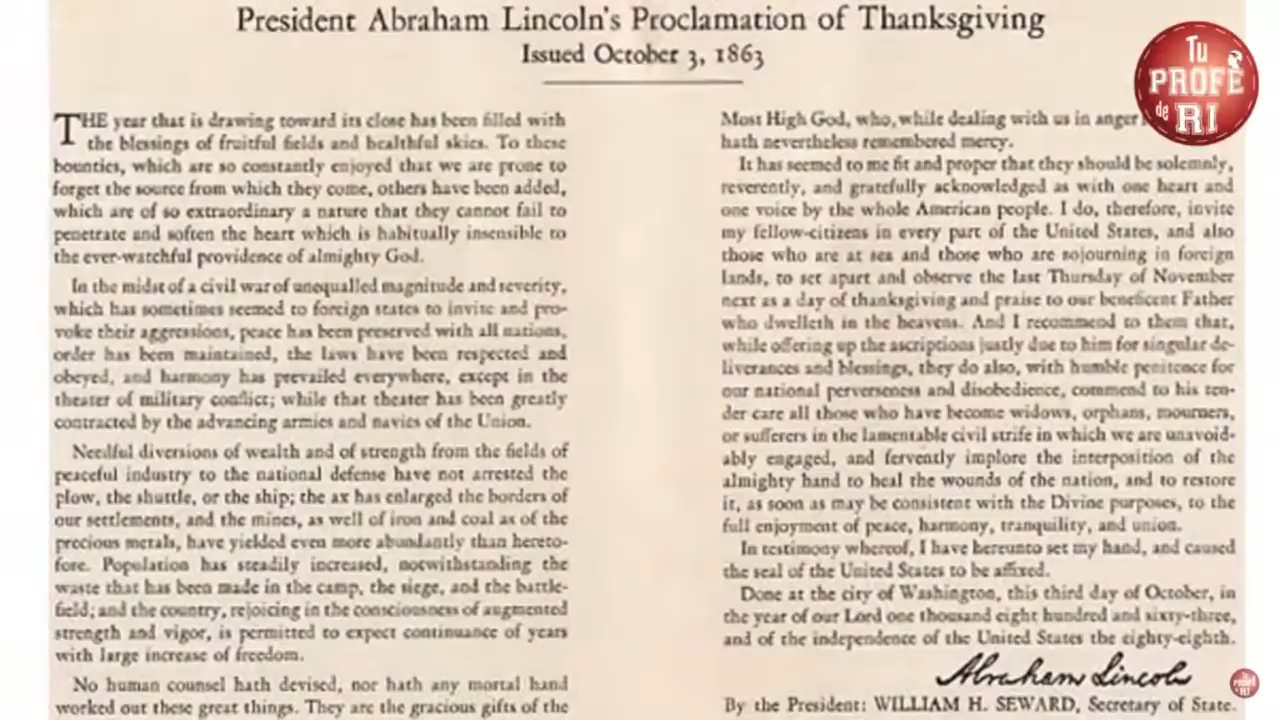 President Abraham Lincoln's Proclamation of Thanksgiving
Issued October 3, 1863
THE year that is drawing toward its close has been filled with
the blessings of fruitful fields and healthful skies. To these
bounties, which are so constantly enjoyed that we are prone to
forget the source from which they come, others have been added,
which are of so extraordinary a nature that they cannot fail to
penetrate and soften the heart which is habitually insensible to
the ever-watchful providence of almighty God.
In the midst of a civil war of unequalled magnitude and severity,
which has sometimes seemed to foreign states to invite and pro-
voke their aggressions, peace has been preserved with all nations,
order has been maintained, the laws have been respected and
obeyed, and harmony has prevailed everywhere, except in the
theater of military conflict; while that theater has been greatly
contracted by the advancing armies and navies of the Union.
Needful diversions of wealth and of strength from the fields of
peaceful industry to the national defense have not arrested the
plow, the shuttle, or the ship; the ax has enlarged the borders of
our settlements, and the mines, as well of iron and coal as of the
precious metals, have yielded even more abundantly than hereto-
fore. Population has steadily increased, notwithstanding the
waste that has been made in the camp, the siege, and the battle-
field; and the country, rejoicing in the consciousness of augmented
strength and vigor, is permitted to expect continuance of years
with large increase of freedom.
No human counsel hath devised, nor hath any mortal hand
worked out these great things. They are the gracious gifts of the
Most High God, who, while dealing with us in anger
hath nevertheless remembered mercy.
It has seemed to me fit and proper that they should be solemnly,
reverently, and gratefully acknowledged as with one heart and
one voice by the whole American people. I do, therefore, invite
my fellow-citizens in every part of the United States, and also
those who are at sea and those who are sojourning in foreign
lands, to set apart and observe the last Thursday of November
next as a day of thanksgiving and praise to our beneficent Father
who dwelleth in the heavens. And I recommend to them that,
while offering up the ascriptions justly due to him for singular de-
liverances and blessings, they do also, with humble penitence for
our national perverseness and disobedience, commend to his ten-
der care all those who have become widows, orphans, mourners,
or sufferers in the lamentable civil strife in which we are unavoid-
ably engaged, and fervently implore the interposition of the
almighty hand to heal the wounds of the nation, and to restore
it, as soon as may be consistent with the Divine purposes, to the
full enjoyment of peace, harmony, tranquility, and union.
In testimony whereof, I have hereunto set my hand, and caused
the seal of the United States to be affixed.
Done at the city of Washington, this third day of October, in
the year of our Lord one thousand eight hundred and sixty-three,
and of the independence of the United States the eighty-eighth.
Abraham Lincoln
By the President: WILLIAM H. SEWARD, Secretary of State.
Tu
PROFE
de RI
Tu
PROFE
de RI